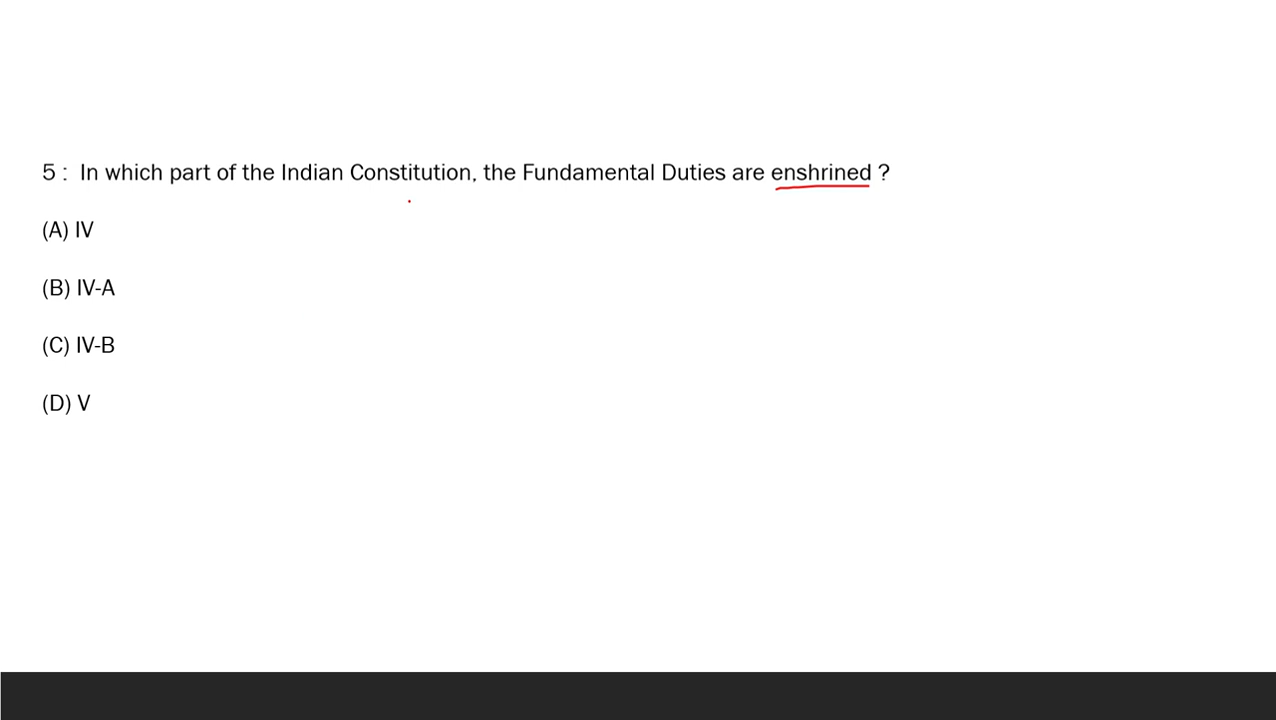 5 :  In which part of the Indian Constitution, the Fundamental Duties are enshrined ?
(A) IV
(B) IV-A
(C) IV-B
(D) V